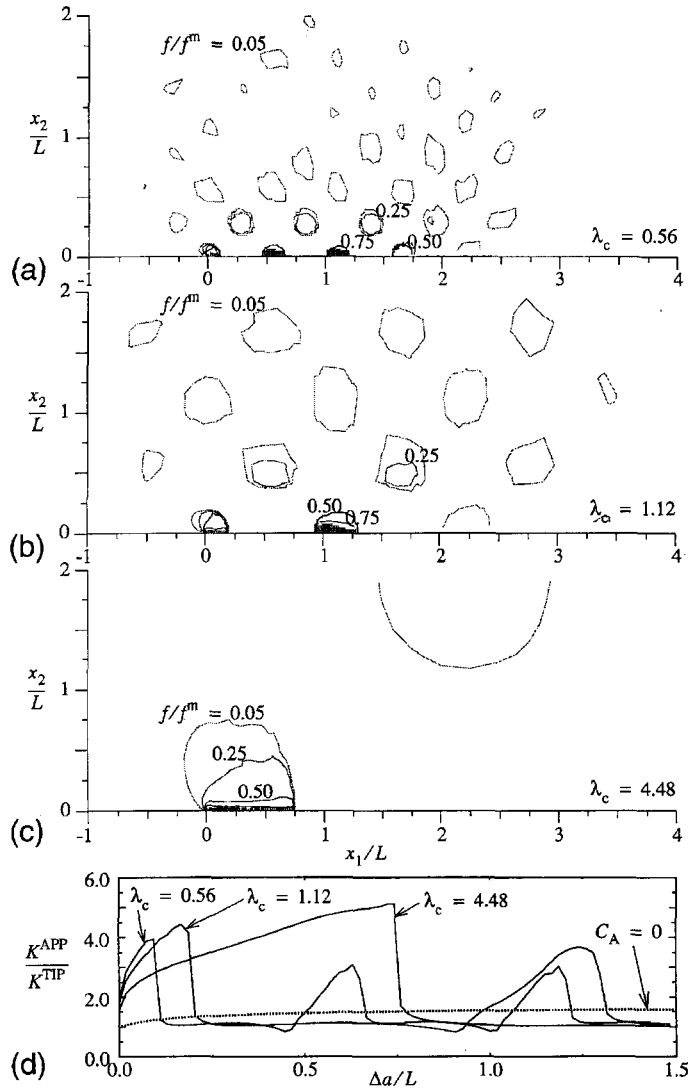 2
f/f^m = 0.05
x_2/L
1
0.25
0.75
0.50
0
λ_c = 0.56
(a)
-1 0 1 2 3 4
2
f/f^m = 0.05
x_2/L
1
0.25
0.50
0.75
0
λ_c = 1.12
(b)
-1 0 1 2 3 4
2
x_2/L
1
f/f^m = 0.05
0.25
0.50
0
λ_c = 4.48
(c)
-1 0 1 2 3 4
x_1/L
6.0
λ_c = 0.56
λ_c = 1.12
λ_c = 4.48
4.0
K^APP/K^TIP
C_A = 0
2.0
0.0
(d)
0.0 0.5 1.0 1.5
Δa/L